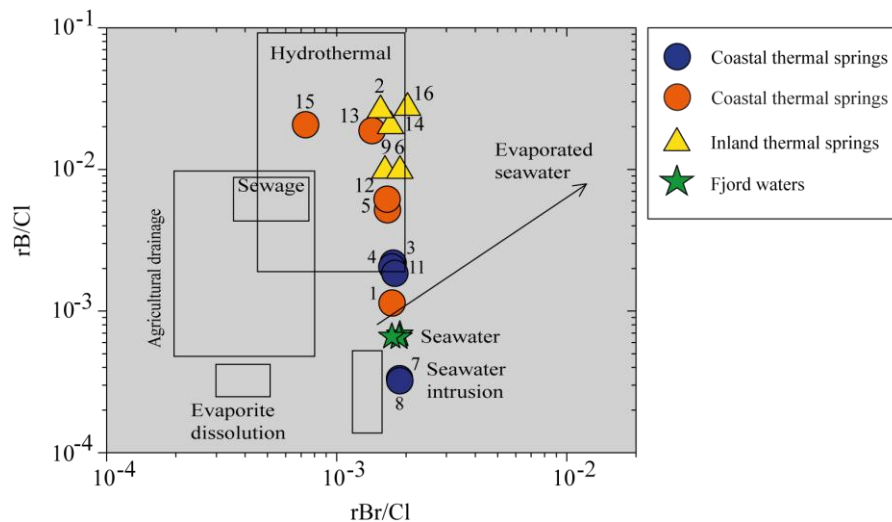 10^-1
10^-2
10^-3
10^-4
rB/Cl
10^-4
10^-3
10^-2
rBr/Cl
Hydrothermal
15
13
2
16
14
9 6
12
5
4
3
11
1
7
8
Evaporated
seawater
Sewage
Agricultural drainage
Seawater
Seawater
intrusion
Evaporite
dissolution
Coastal thermal springs
Coastal thermal springs
Inland thermal springs
Fjord waters